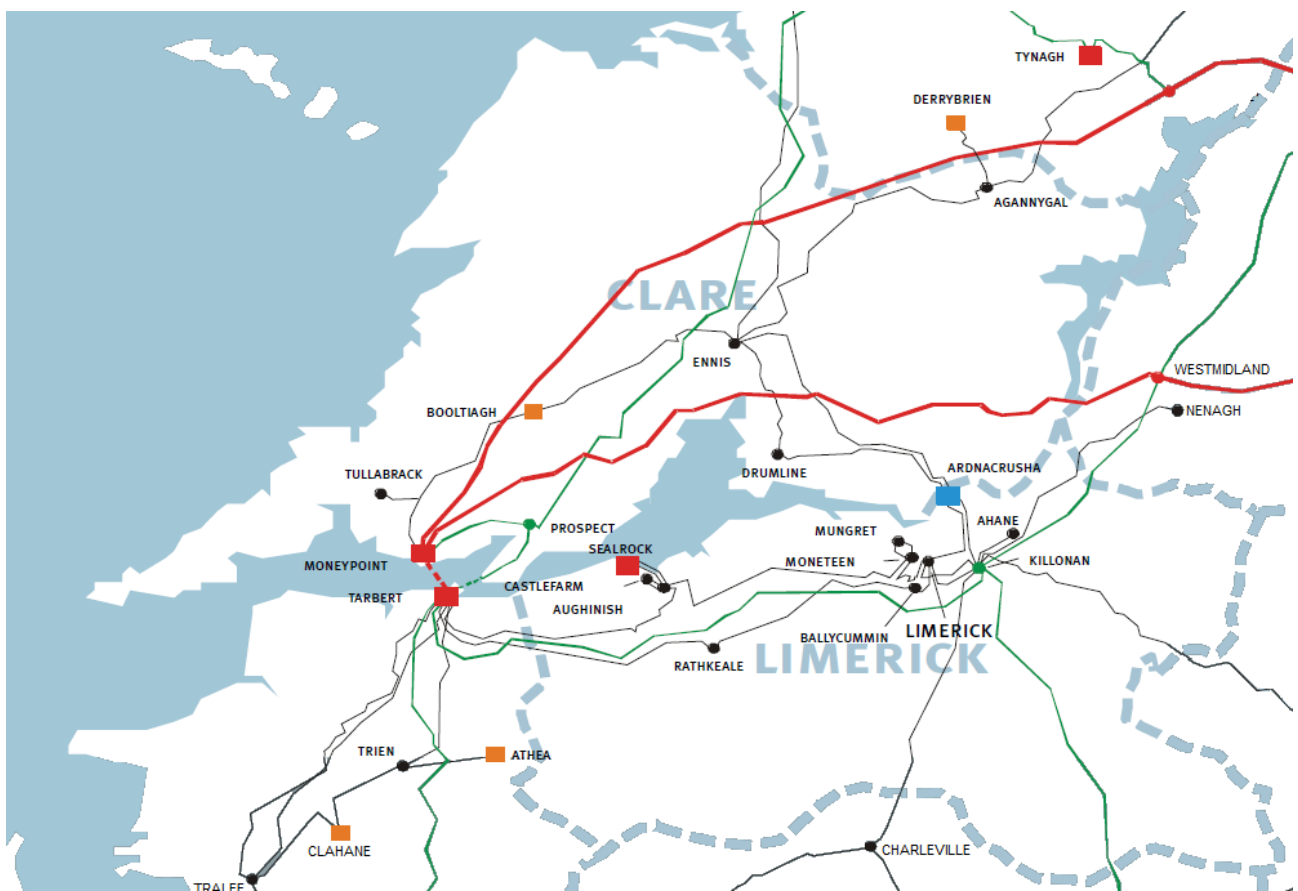 TYNAGH
DERRYBRIEN
AGANNYGAL
CLARE
ENNIS
WESTMIDLAND
BOOLTIAGH
NENAGH
TULLABRACK
DRUMLINE
ARDNACRUSHA
PROSPECT
MUNGRET
AHANE
SEALROCK
MONEYPOINT
MONETEEN
KILLONAN
CASTLEFARM
TARBERT
AUGHINISH
BALLYCUMMIN
LIMERICK
RATHKEALE
LIMERICK
TRIEN
ATHEA
CLAHANE
CHARLEVILLE
TRALEE